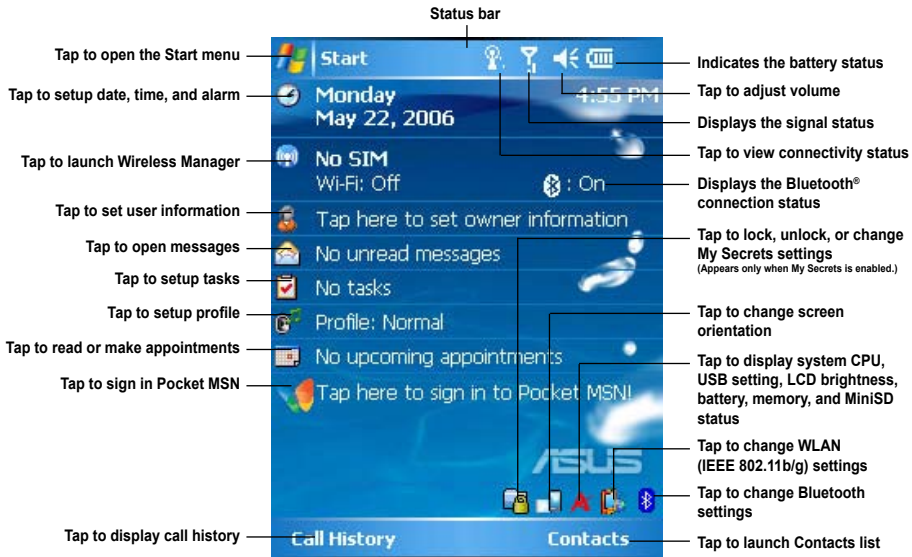 Status bar
Tap to open the Start menu
Tap to setup date, time, and alarm
Tap to launch Wireless Manager
Tap to set user information
Tap to open messages
Tap to setup tasks
Tap to setup profile
Tap to read or make appointments
Tap to sign in Pocket MSN
Tap to display call history
Start
Monday
4:55 PM
May 22, 2006
No SIM
Wi-Fi: Off
: On
Tap here to set owner information
No unread messages
No tasks
Profile: Normal
No upcoming appointments
Tap here to sign in to Pocket MSN!
ASUS
Call History
Contacts
Indicates the battery status
Tap to adjust volume
Displays the signal status
Tap to view connectivity status
Displays the Bluetooth®
connection status
Tap to lock, unlock, or change
My Secrets settings
(Appears only when My Secrets is enabled.)
Tap to change screen
orientation
Tap to display system CPU,
USB setting, LCD brightness,
battery, memory, and MiniSD
status
Tap to change WLAN
(IEEE 802.11b/g) settings
Tap to change Bluetooth
settings
Tap to launch Contacts list